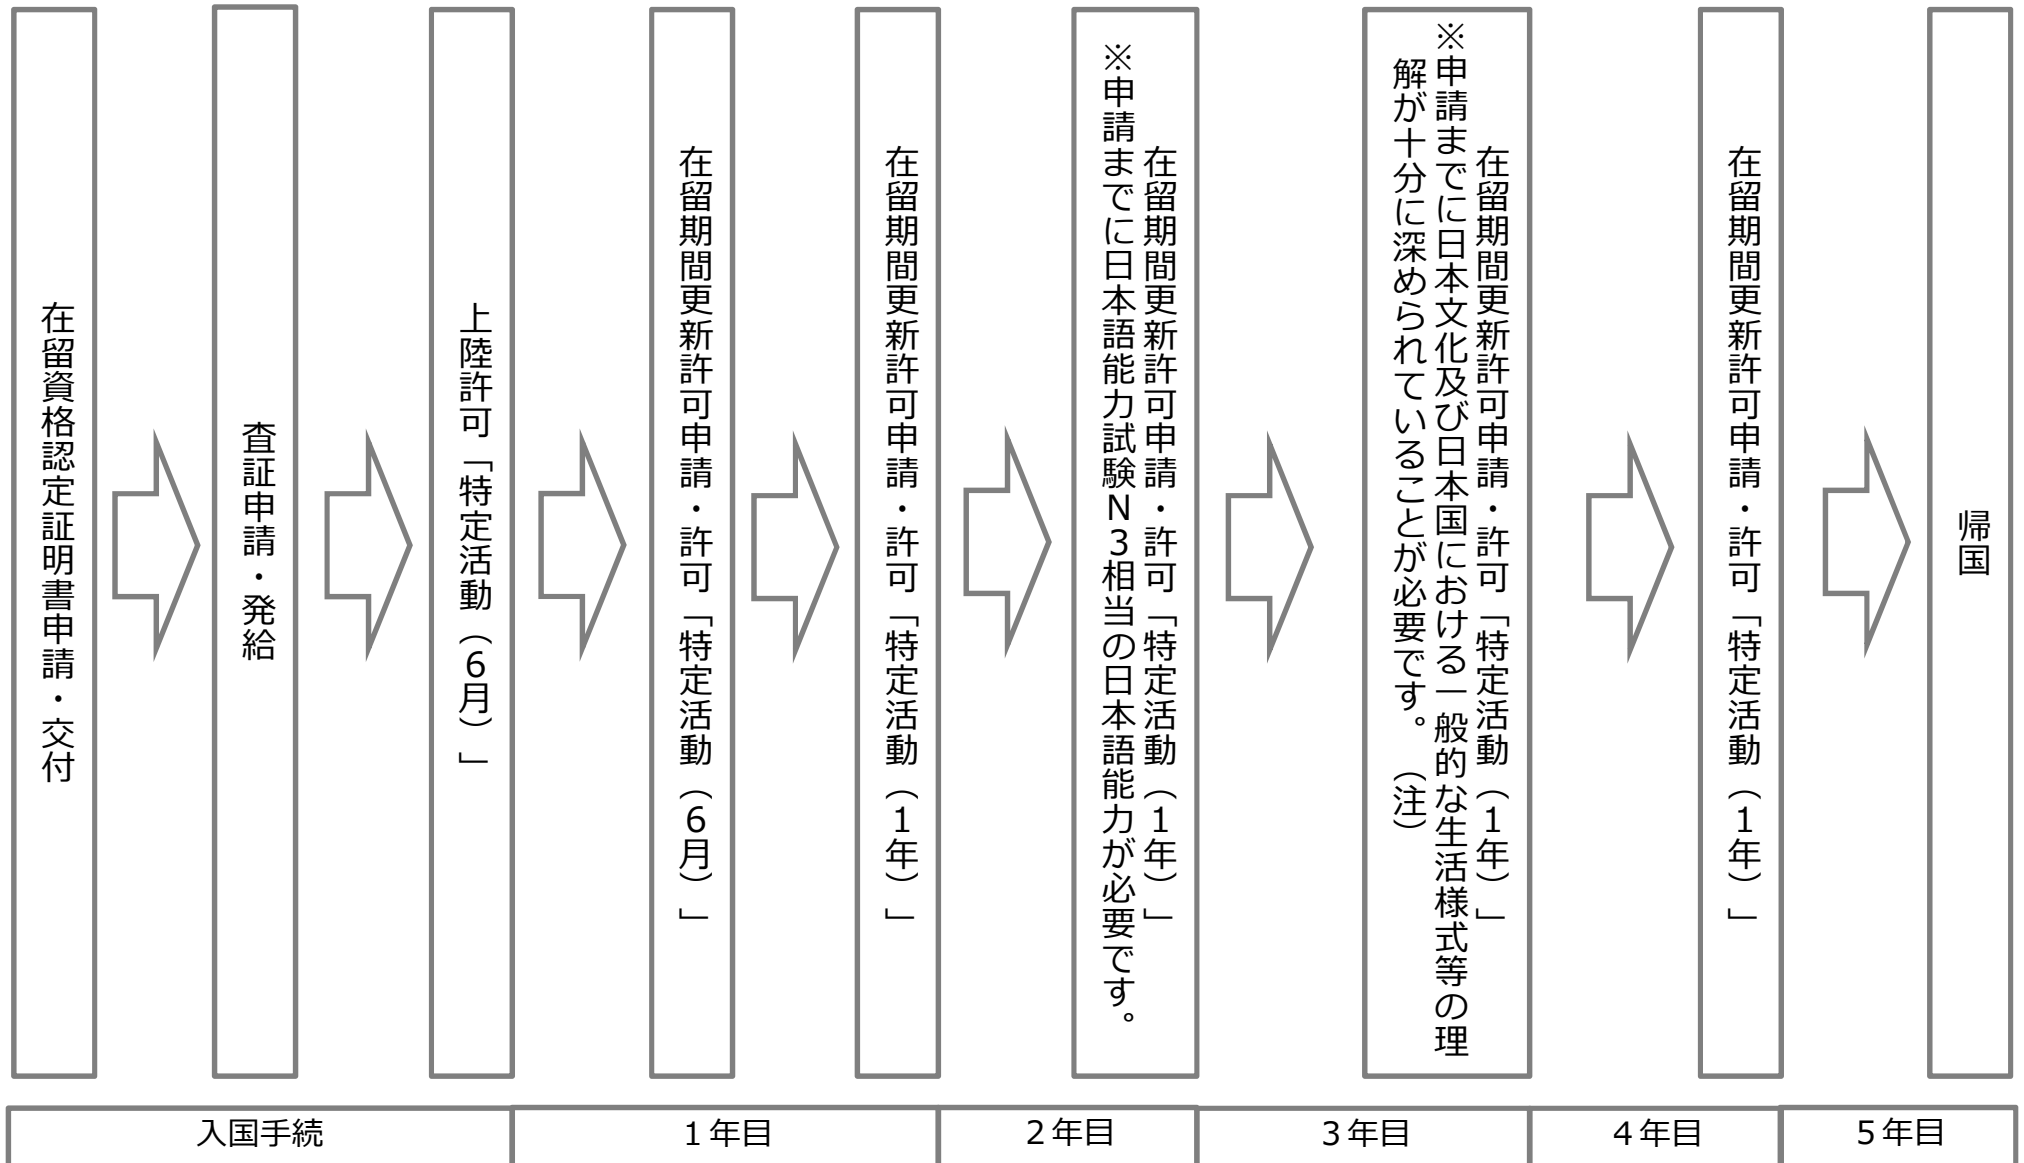 在留資格認定証明書申請・交付
査証申請・発給
上陸許可「特定活動（６月）」
在留期間更新許可申請・許可「特定活動（６月）」
在留期間更新許可申請・許可「特定活動（１年）」
在留期間更新許可申請・許可「特定活動（１年）」
※申請までに日本語能力試験Ｎ３相当の日本語能力が必要です。
在留期間更新許可申請・許可「特定活動（１年）」
※申請までに日本文化及び日本国における一般的な生活様式等の理
解が十分に深められていることが必要です。（注）
在留期間更新許可申請・許可「特定活動（１年）」
帰国
入国手続
１年目
２年目
３年目
４年目
５年目